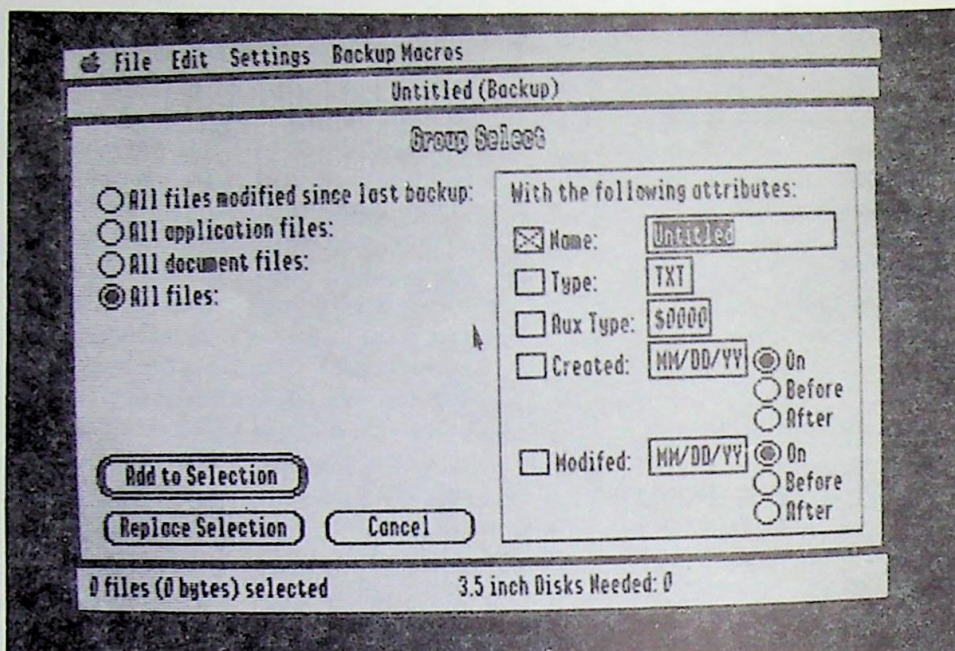 File Edit Settings Backup Macros
Untitled (Backup)
Group Select
All files modified since last backup:
All application files:
All document files:
All files:
With the following attributes:
Name: Untitled
Type: TXT
Aux Type: $0000
Created: MM/DD/YY On
Before
After
Modifed: MM/DD/YY On
Before
After
Add to Selection
Replace Selection Cancel
0 files (0 bytes) selected 3.5 inch Disks Needed: 0